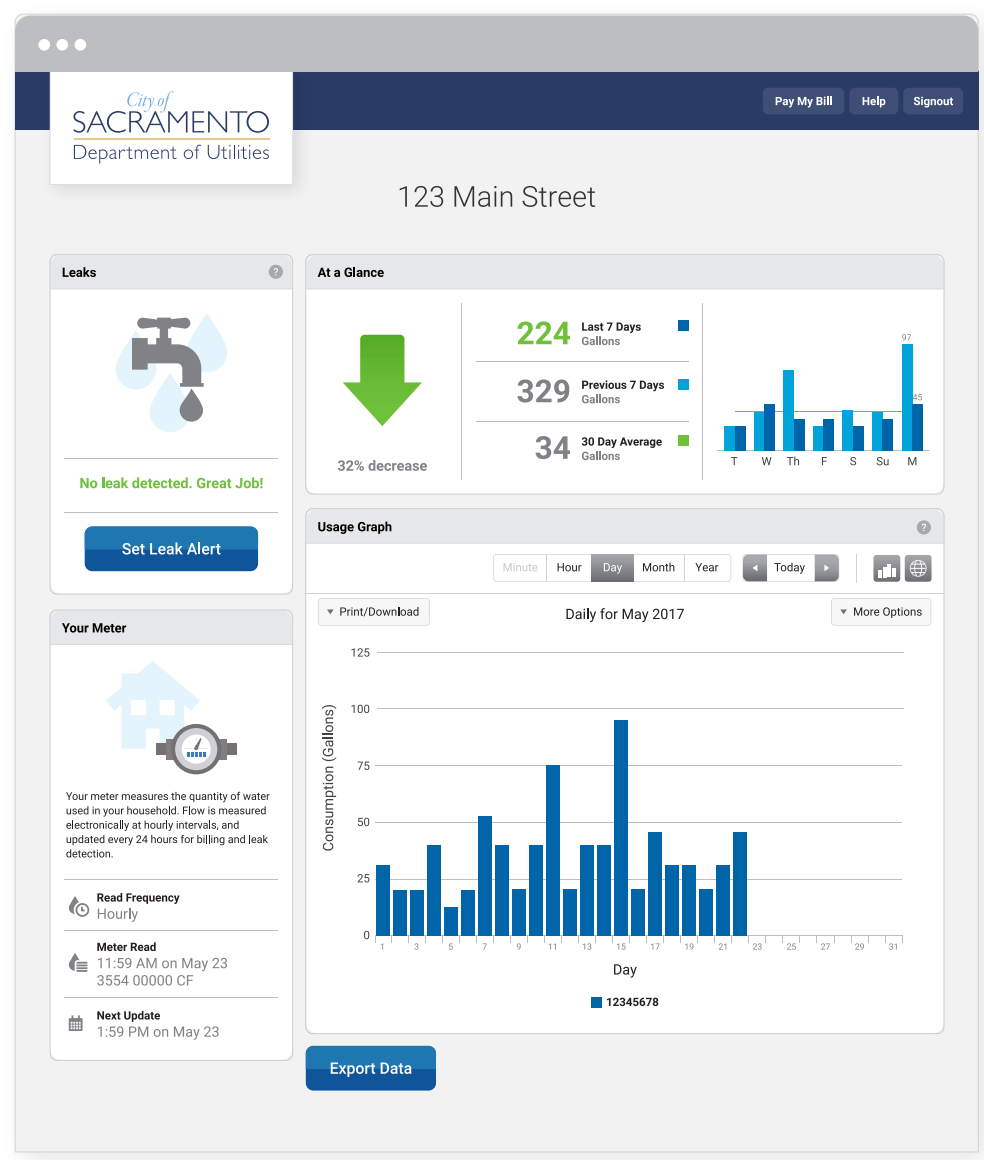 City of
SACRAMENTO
Department of Utilities
Pay My Bill
Help
Signout
123 Main Street
Leaks
?
No leak detected. Great Job!
Set Leak Alert
At a Glance
32% decrease
224 Last 7 Days
Gallons
329 Previous 7 Days
Gallons
34 30 Day Average
Gallons
97
45
T W Th F S Su M
Your Meter
Your meter measures the quantity of water
used in your household. Flow is measured
electronically at hourly intervals, and
updated every 24 hours for billing and leak
detection.
Read Frequency
Hourly
Meter Read
11:59 AM on May 23
3554 00000 CF
Next Update
1:59 PM on May 23
Usage Graph
?
Minute Hour Day Month Year Today
Print/Download
Daily for May 2017
More Options
Consumption (Gallons)
125
100
75
50
25
0
1 3 5 7 9 11 13 15 17 19 21 23 25 27 29 31
Day
12345678
Export Data